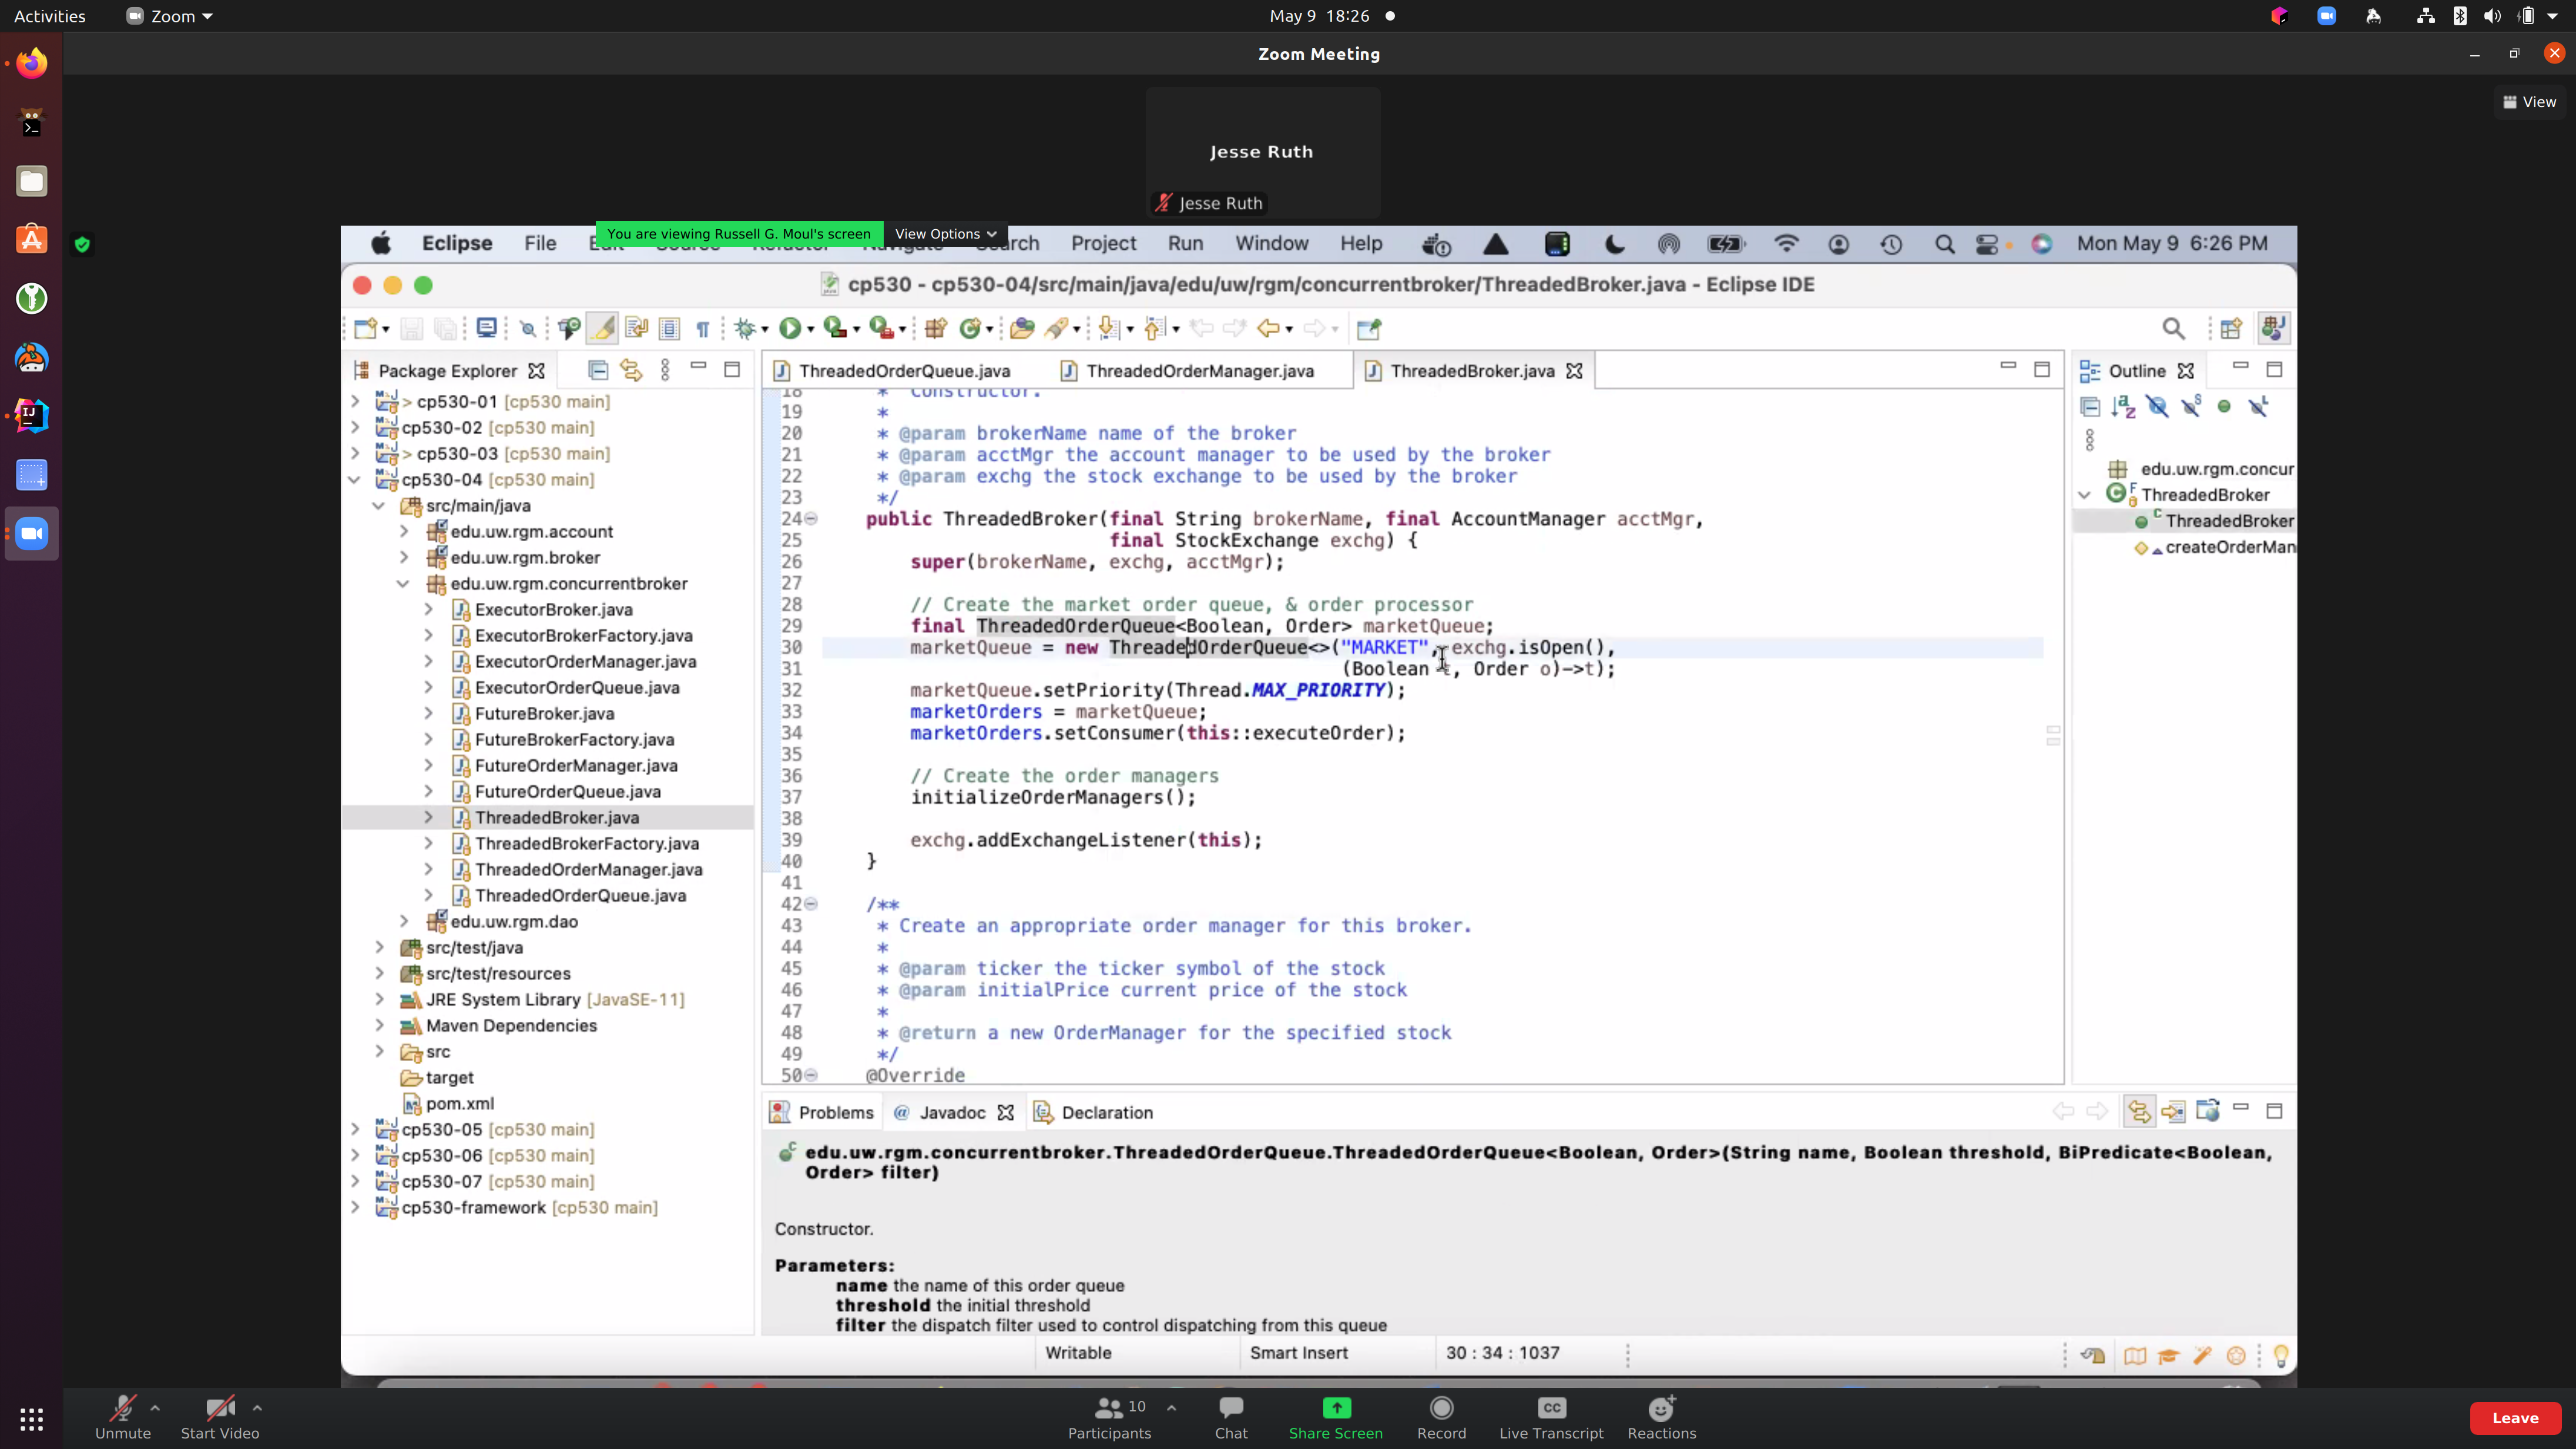 Activities
Zoom
May 9 18:26
Zoom Meeting
View
Jesse Ruth
Jesse Ruth
You are viewing Russell G. Moul's screen
View Options
Eclipse File Project Run Window Help
Mon May 9 6:26 PM
cp530 - cp530-04/src/main/java/edu/uw/rgm/concurrentbroker/ThreadedBroker.java - Eclipse IDE
Package Explorer
> cp530-01 [cp530 main]
cp530-02 [cp530 main]
> cp530-03 [cp530 main]
cp530-04 [cp530 main]
src/main/java
edu.uw.rgm.account
edu.uw.rgm.broker
edu.uw.rgm.concurrentbroker
ExecutorBroker.java
ExecutorBrokerFactory.java
ExecutorOrderManager.java
ExecutorOrderQueue.java
FutureBroker.java
FutureBrokerFactory.java
FutureOrderManager.java
FutureOrderQueue.java
ThreadedBroker.java
ThreadedBrokerFactory.java
ThreadedOrderManager.java
ThreadedOrderQueue.java
edu.uw.rgm.dao
src/test/java
src/test/resources
JRE System Library [JavaSE-11]
Maven Dependencies
src
target
pom.xml
cp530-05 [cp530 main]
cp530-06 [cp530 main]
cp530-07 [cp530 main]
cp530-framework [cp530 main]
ThreadedOrderQueue.java
ThreadedOrderManager.java
ThreadedBroker.java
18 * Constructor.
19 *
20 * @param brokerName name of the broker
21 * @param acctMgr the account manager to be used by the broker
22 * @param exchg the stock exchange to be used by the broker
23 */
24 public ThreadedBroker(final String brokerName, final AccountManager acctMgr,
25 final StockExchange exchg) {
26 super(brokerName, exchg, acctMgr);
27
28 // Create the market order queue, & order processor
29 final ThreadedOrderQueue<Boolean, Order> marketQueue;
30 marketQueue = new ThreadedOrderQueue<>("MARKET", exchg.isOpen(),
31 (Boolean t, Order o)->t);
32 marketQueue.setPriority(Thread.MAX_PRIORITY);
33 marketOrders = marketQueue;
34 marketOrders.setConsumer(this::executeOrder);
35
36 // Create the order managers
37 initializeOrderManagers();
38
39 exchg.addExchangeListener(this);
40 }
41
42 /**
43 * Create an appropriate order manager for this broker.
44 *
45 * @param ticker the ticker symbol of the stock
46 * @param initialPrice current price of the stock
47 *
48 * @return a new OrderManager for the specified stock
49 */
50 @Override
Outline
edu.uw.rgm.concur
ThreadedBroker
ThreadedBroker
createOrderMan
Problems
@ Javadoc
Declaration
edu.uw.rgm.concurrentbroker.ThreadedOrderQueue.ThreadedOrderQueue<Boolean, Order>(String name, Boolean threshold, BiPredicate<Boolean,
Order> filter)
Constructor.
Parameters:
name the name of this order queue
threshold the initial threshold
filter the dispatch filter used to control dispatching from this queue
Writable
Smart Insert
30 : 34 : 1037
Unmute
Start Video
10
Participants
Chat
Share Screen
Record
CC
Live Transcript
Reactions
Leave